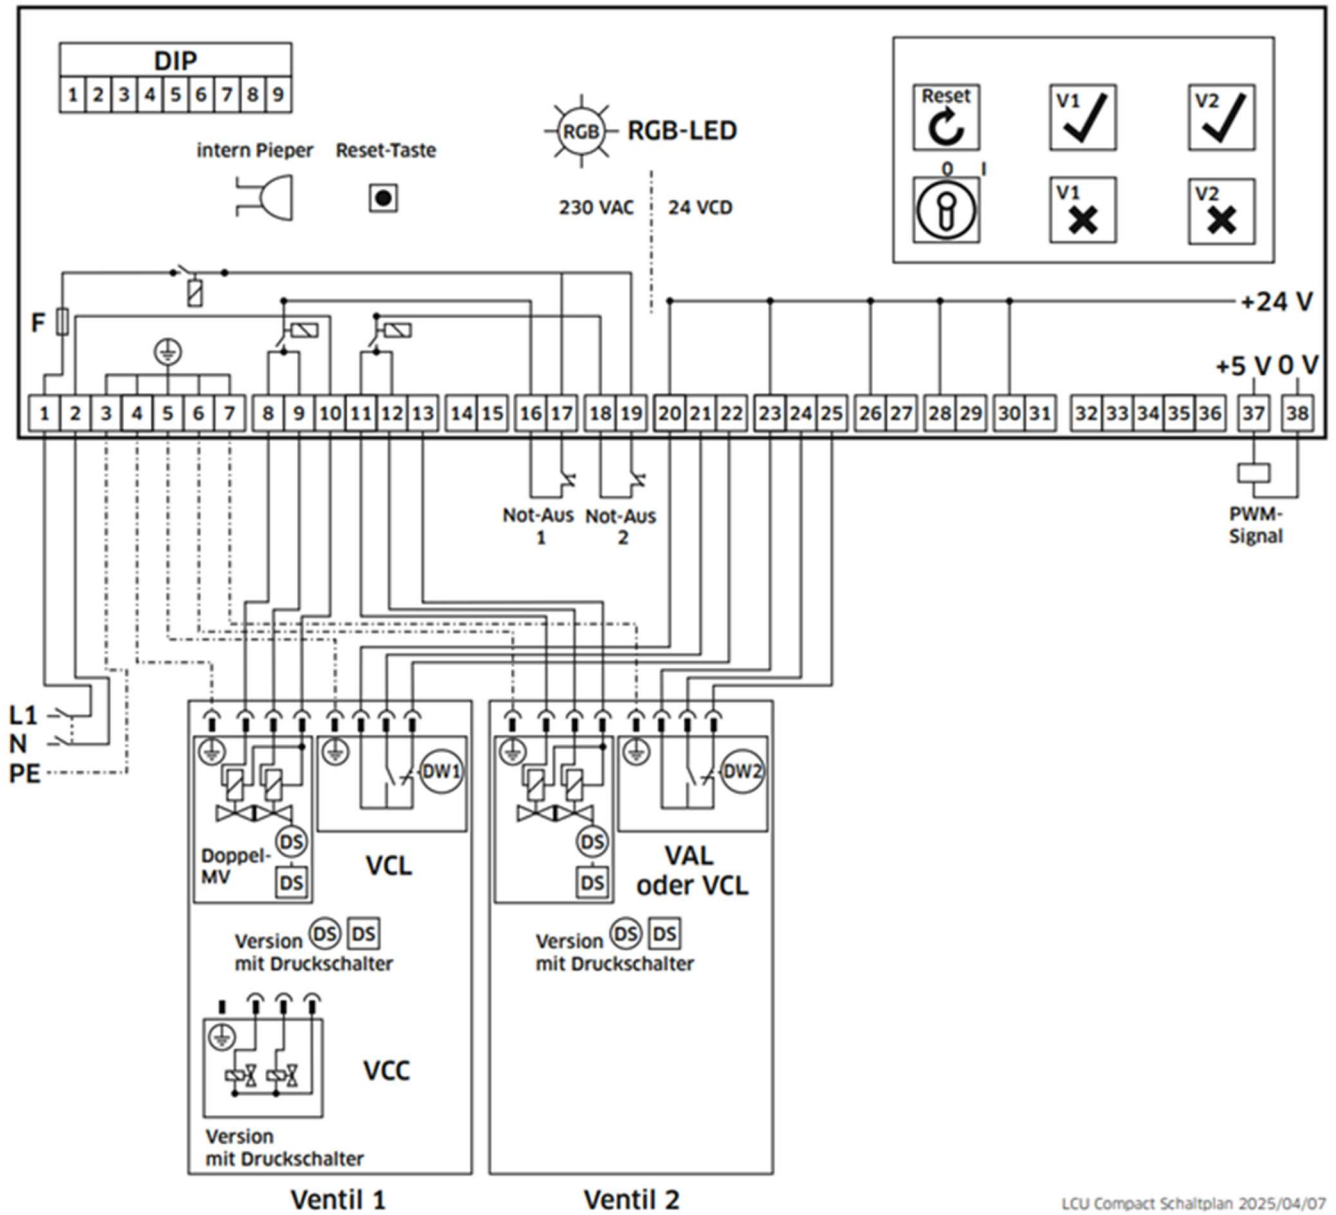 DIP
1 2 3 4 5 6 7 8 9
intern Pieper Reset-Taste
RGB RGB-LED
230 VAC 24 VCD
Reset V1 V2
0 I
V1 V2
F
+24 V
+5 V 0 V
1 2 3 4 5 6 7 8 9 10 11 12 13 14 15 16 17 18 19 20 21 22 23 24 25 26 27 28 29 30 31 32 33 34 35 36 37 38
Not-Aus
1
Not-Aus
2
PWM-
Signal
L1
N
PE
DW1
DS
Doppel-
MV
DS
VCL
Version DS DS
mit Druckschalter
VCC
Version
mit Druckschalter
Ventil 1
DW2
DS
DS
VAL
oder VCL
Version DS DS
mit Druckschalter
Ventil 2
LCU Compact Schaltplan 2025/04/07